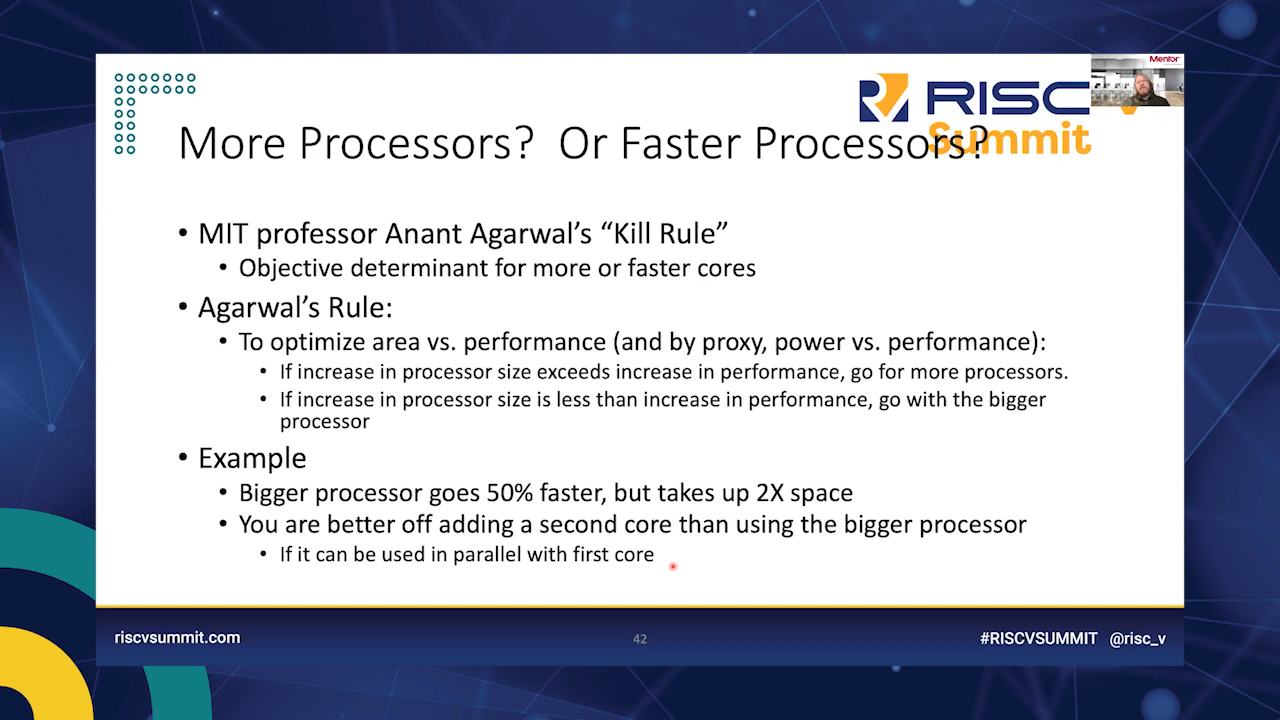 Mentor
RISC
Summit
More Processors? Or Faster Processors?
• MIT professor Anant Agarwal’s “Kill Rule”
• Objective determinant for more or faster cores
• Agarwal’s Rule:
• To optimize area vs. performance (and by proxy, power vs. performance):
• If increase in processor size exceeds increase in performance, go for more processors.
• If increase in processor size is less than increase in performance, go with the bigger
processor
• Example
• Bigger processor goes 50% faster, but takes up 2X space
• You are better off adding a second core than using the bigger processor
• If it can be used in parallel with first core
riscvsummit.com
42
#RISCVSUMMIT @risc_v